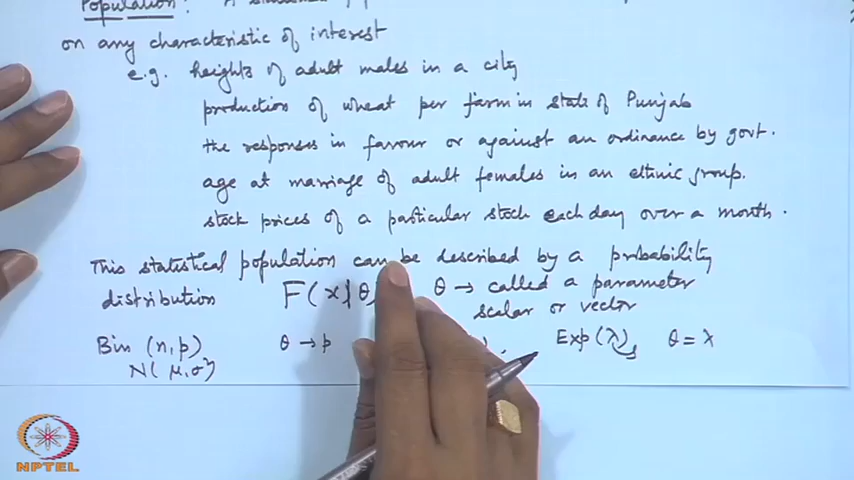 Population:
on any characteristic of interest
e.g. heights of adult males in a city
production of wheat per farm in state of Punjab
the responses in favour or against an ordinance by govt.
age at marriage of adult females in an ethnic group.
stock prices of a particular stock each day over a month.
This statistical population can be described by a probability
distribution F(x|θ) θ → called a parameter
scalar or vector
Bin (n,p) θ → p Exp(λ) θ = λ
N(μ,σ²)
NPTEL